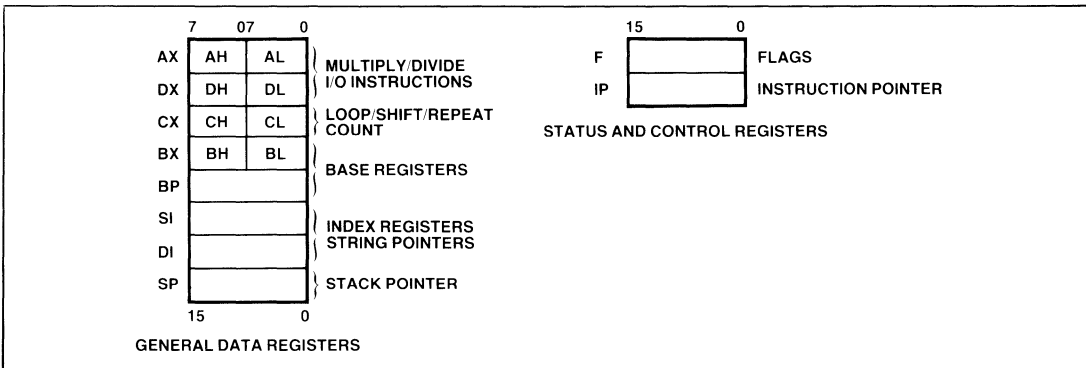 7 07 0
AX AH AL MULTIPLY/DIVIDE
DX DH DL I/O INSTRUCTIONS
CX CH CL LOOP/SHIFT/REPEAT
COUNT
BX BH BL BASE REGISTERS
BP
SI INDEX REGISTERS
DI STRING POINTERS
SP STACK POINTER
15 0
GENERAL DATA REGISTERS
15 0
F FLAGS
IP INSTRUCTION POINTER
STATUS AND CONTROL REGISTERS